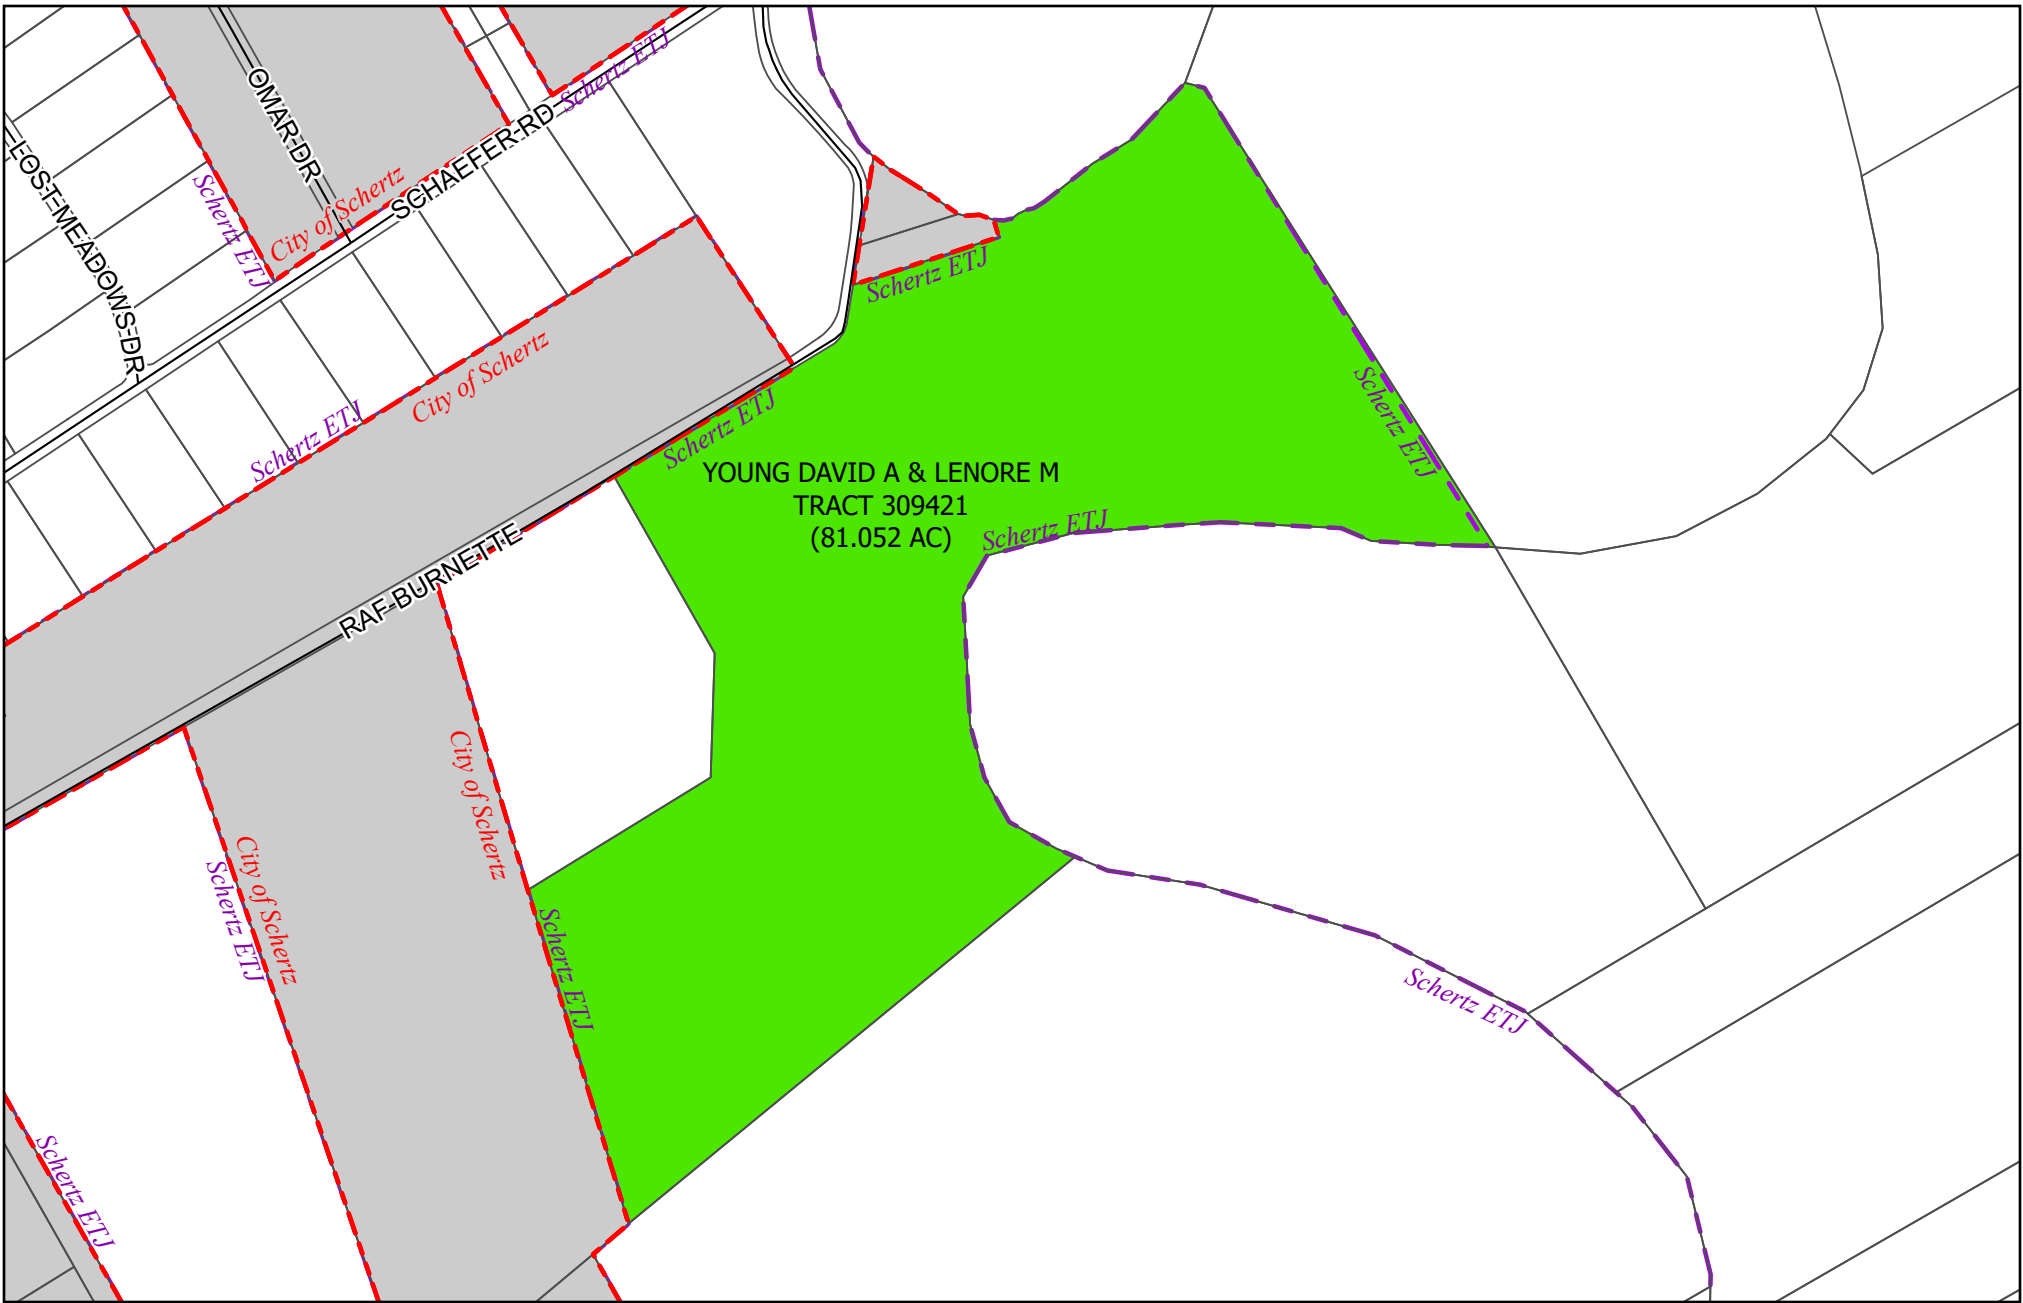 Schertz ETJ
OMAR DR
SCHAEFER RD
LOST MEADOWS DR
Schertz ETJ
City of Schertz
Schertz ETJ
City of Schertz
Schertz ETJ
Schertz ETJ
Schertz ETJ
YOUNG DAVID A & LENORE M
TRACT 309421
(81.052 AC)
Schertz ETJ
RAF BURNETTE
City of Schertz
City of Schertz
Schertz ETJ
Schertz ETJ
Schertz ETJ
Schertz ETJ